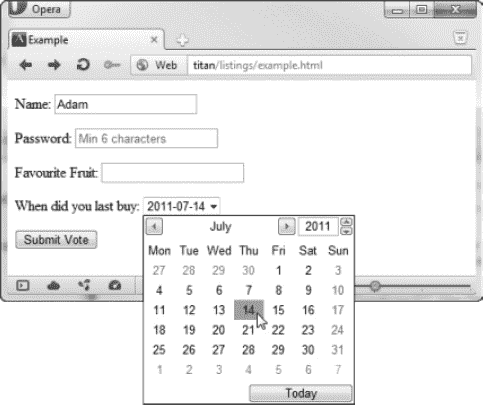 Opera
Example
Web titan/listings/example.html
Name: Adam
Password: Min 6 characters
Favourite Fruit:
When did you last buy: 2011-07-14
Submit Vote
July 2011
Mon Tue Wed Thu Fri Sat Sun
27 28 29 30 1 2 3
4 5 6 7 8 9 10
11 12 13 14 15 16 17
18 19 20 21 22 23 24
25 26 27 28 29 30 31
1 2 3 4 5 6 7
Today